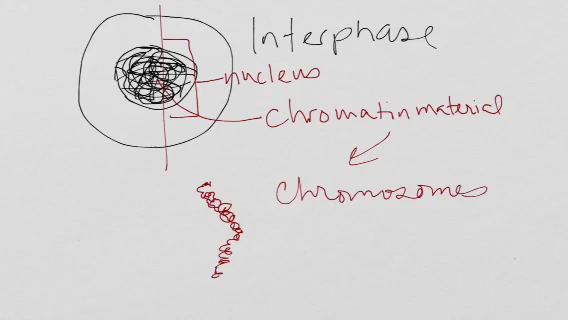 Interphase
nucleus
chromatin material
chromosomes